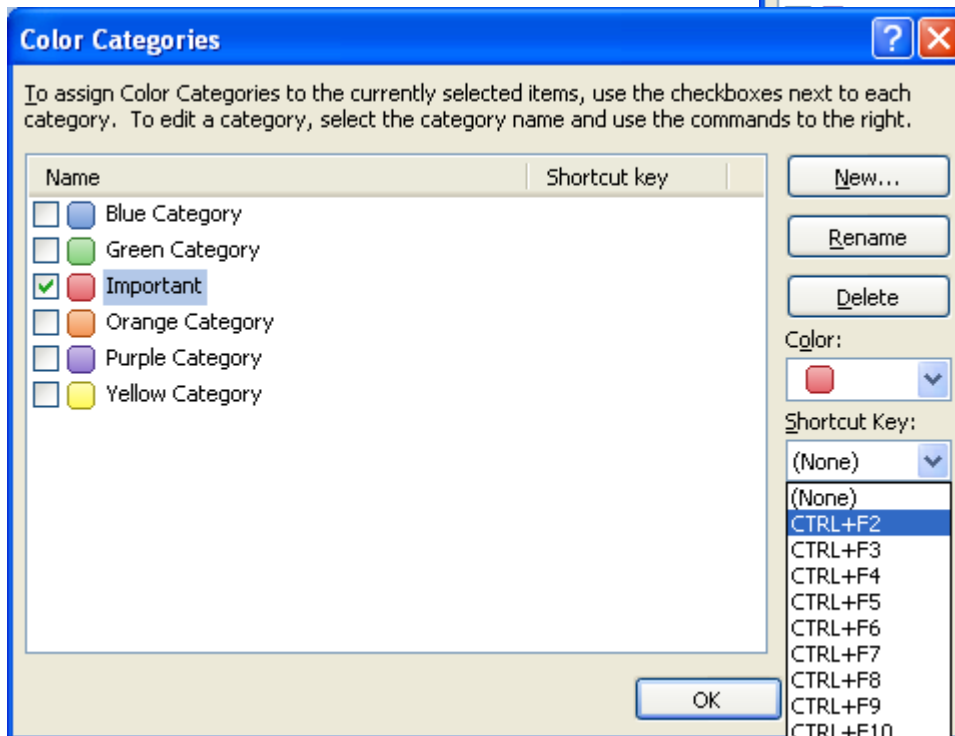 Color Categories
To assign Color Categories to the currently selected items, use the checkboxes next to each
category. To edit a category, select the category name and use the commands to the right.
Name Shortcut key
Blue Category
Green Category
Important
Orange Category
Purple Category
Yellow Category
New...
Rename
Delete
Color:
Shortcut Key:
(None)
(None)
CTRL+F2
CTRL+F3
CTRL+F4
CTRL+F5
CTRL+F6
CTRL+F7
CTRL+F8
CTRL+F9
CTRL+F10
OK